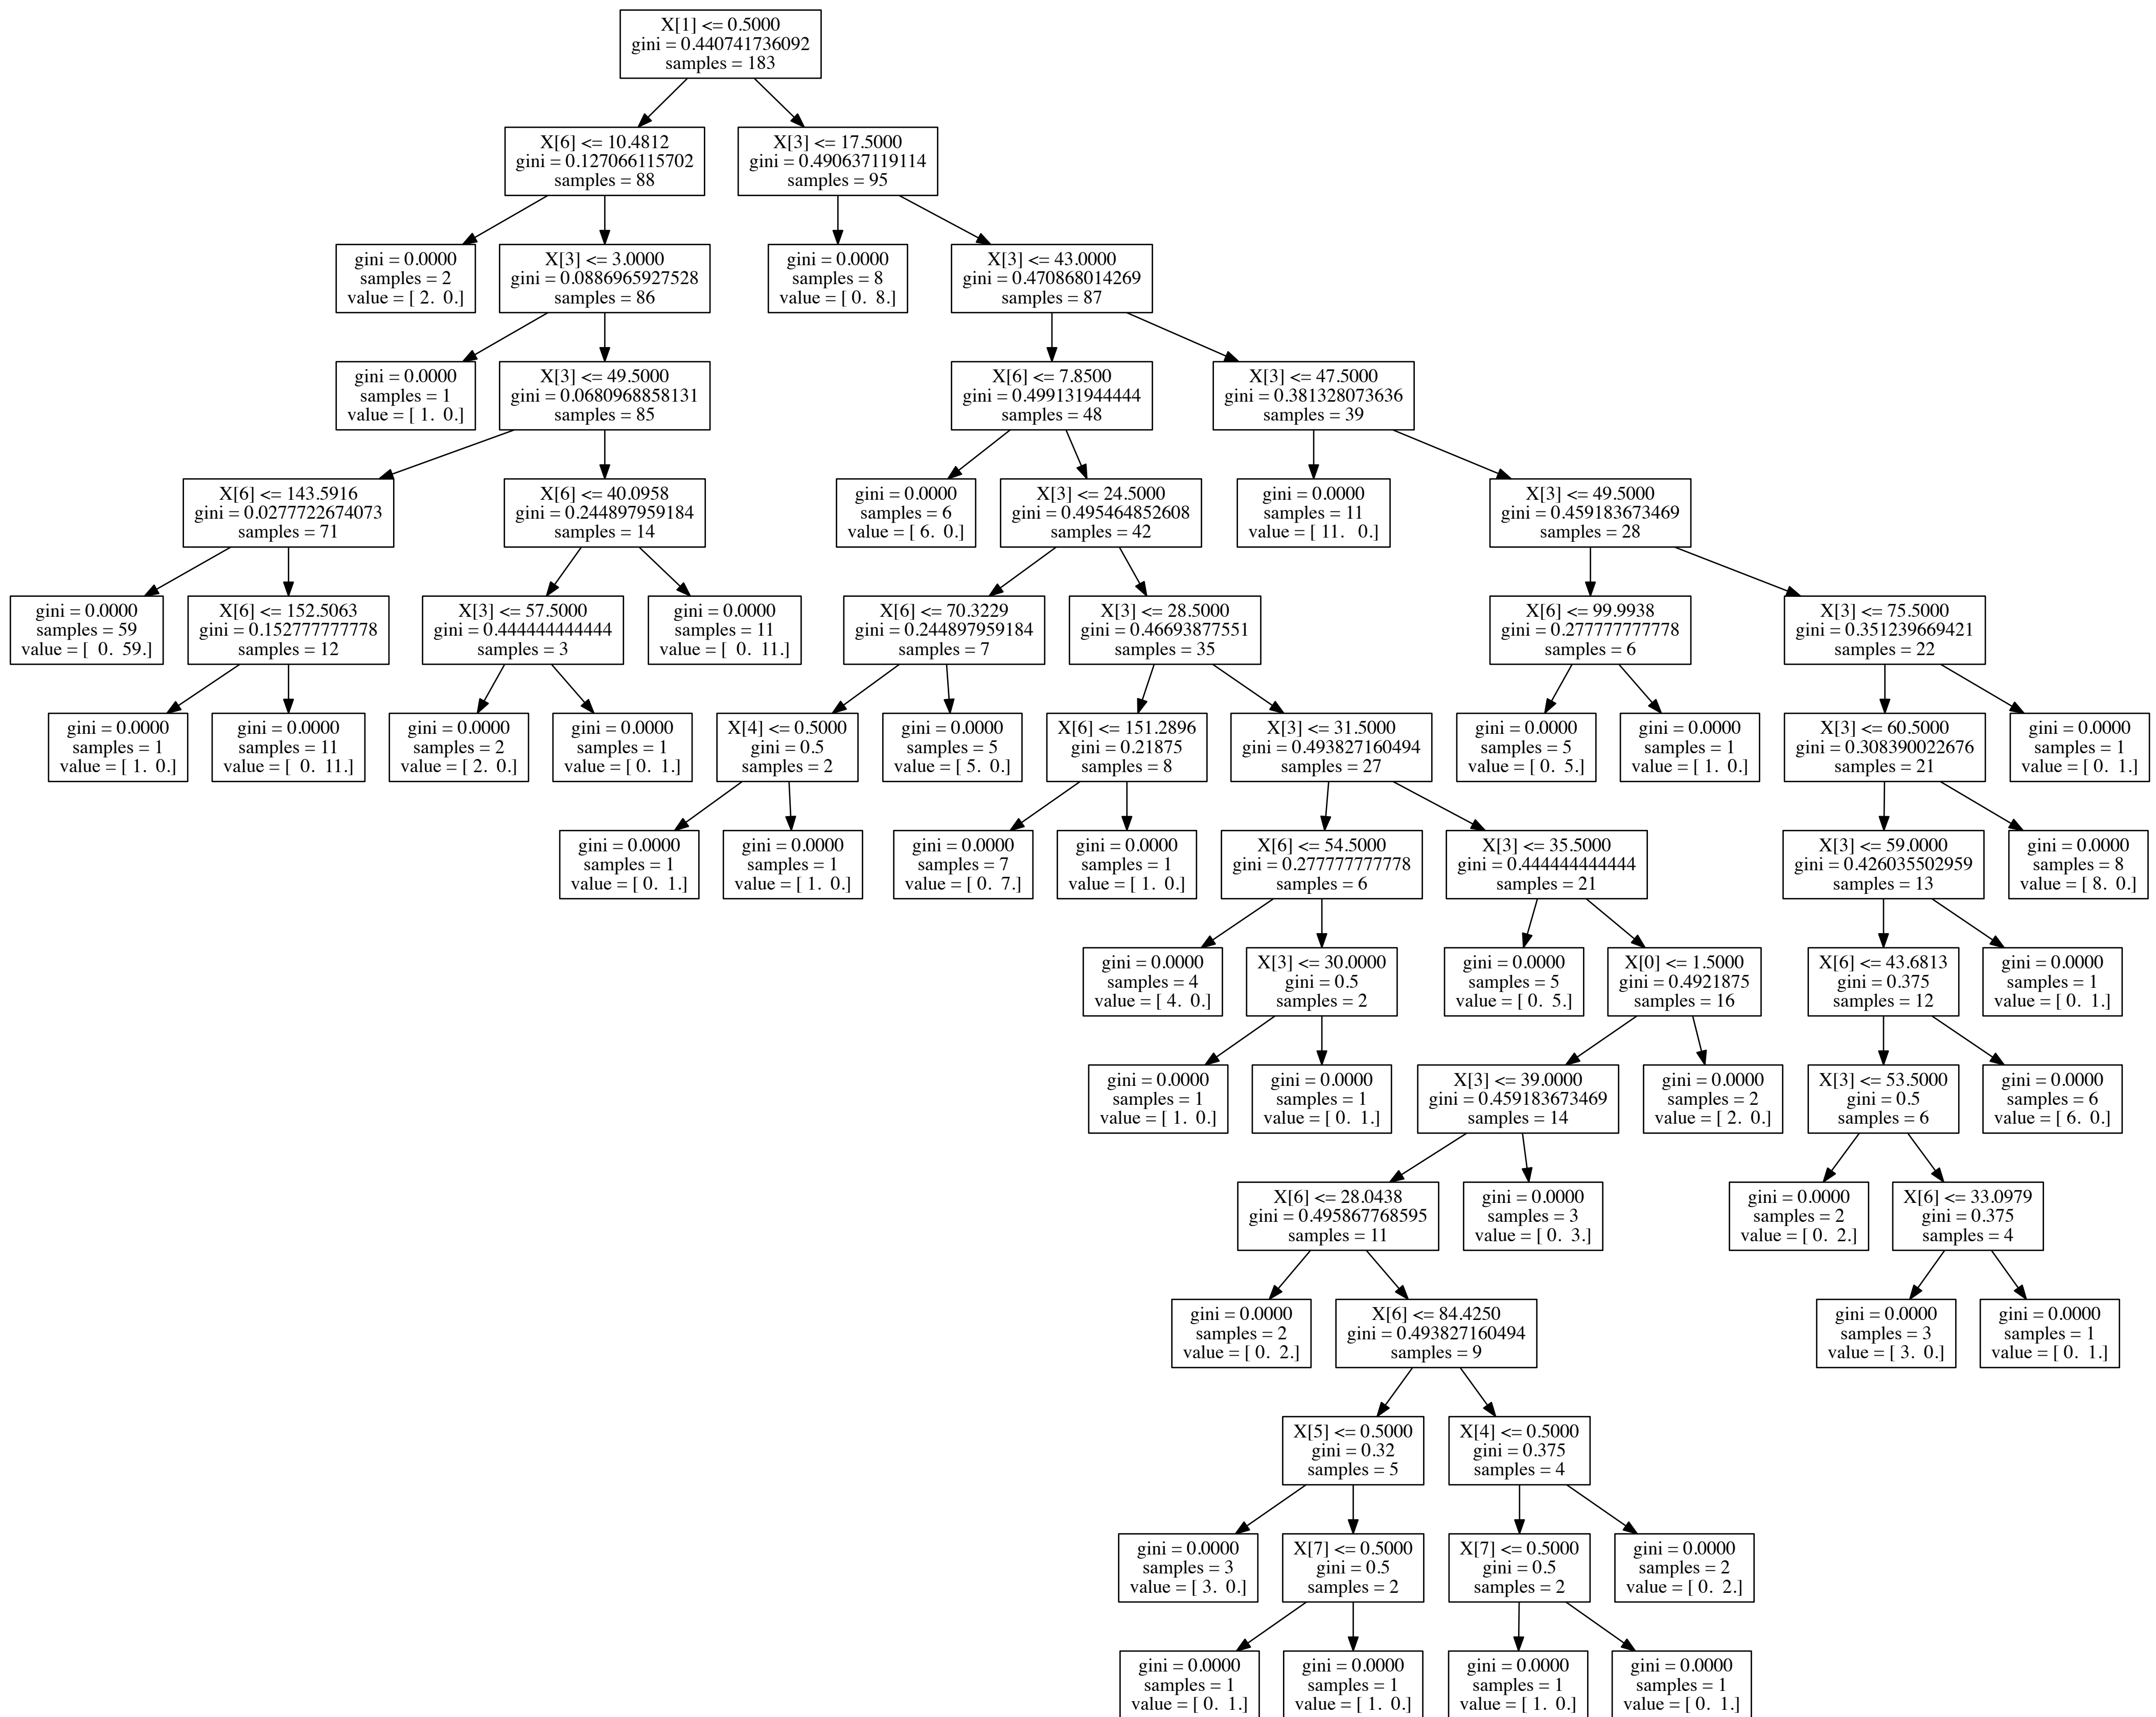 X[1] <= 0.5000
gini = 0.440741736092
samples = 183
X[6] <= 10.4812
gini = 0.127066115702
samples = 88
X[3] <= 17.5000
gini = 0.490637119114
samples = 95
gini = 0.0000
samples = 2
value = [ 2. 0.]
X[3] <= 3.0000
gini = 0.0886965927528
samples = 86
gini = 0.0000
samples = 8
value = [ 0. 8.]
X[3] <= 43.0000
gini = 0.470868014269
samples = 87
gini = 0.0000
samples = 1
value = [ 1. 0.]
X[3] <= 49.5000
gini = 0.0680968858131
samples = 85
X[6] <= 7.8500
gini = 0.499131944444
samples = 48
X[3] <= 47.5000
gini = 0.381328073636
samples = 39
X[6] <= 143.5916
gini = 0.0277722674073
samples = 71
X[6] <= 40.0958
gini = 0.244897959184
samples = 14
gini = 0.0000
samples = 6
value = [ 6. 0.]
X[3] <= 24.5000
gini = 0.495464852608
samples = 42
gini = 0.0000
samples = 11
value = [ 11. 0.]
X[3] <= 49.5000
gini = 0.459183673469
samples = 28
gini = 0.0000
samples = 59
value = [ 0. 59.]
X[6] <= 152.5063
gini = 0.152777777778
samples = 12
X[3] <= 57.5000
gini = 0.444444444444
samples = 3
gini = 0.0000
samples = 11
value = [ 0. 11.]
X[6] <= 70.3229
gini = 0.244897959184
samples = 7
X[3] <= 28.5000
gini = 0.46693877551
samples = 35
X[6] <= 99.9938
gini = 0.277777777778
samples = 6
X[3] <= 75.5000
gini = 0.351239669421
samples = 22
gini = 0.0000
samples = 1
value = [ 1. 0.]
gini = 0.0000
samples = 11
value = [ 0. 11.]
gini = 0.0000
samples = 2
value = [ 2. 0.]
gini = 0.0000
samples = 1
value = [ 0. 1.]
X[4] <= 0.5000
gini = 0.5
samples = 2
gini = 0.0000
samples = 5
value = [ 5. 0.]
X[6] <= 151.2896
gini = 0.21875
samples = 8
X[3] <= 31.5000
gini = 0.493827160494
samples = 27
gini = 0.0000
samples = 5
value = [ 0. 5.]
gini = 0.0000
samples = 1
value = [ 1. 0.]
X[3] <= 60.5000
gini = 0.308390022676
samples = 21
gini = 0.0000
samples = 1
value = [ 0. 1.]
gini = 0.0000
samples = 1
value = [ 0. 1.]
gini = 0.0000
samples = 1
value = [ 1. 0.]
gini = 0.0000
samples = 7
value = [ 0. 7.]
gini = 0.0000
samples = 1
value = [ 1. 0.]
X[6] <= 54.5000
gini = 0.277777777778
samples = 6
X[3] <= 35.5000
gini = 0.444444444444
samples = 21
X[3] <= 59.0000
gini = 0.426035502959
samples = 13
gini = 0.0000
samples = 8
value = [ 8. 0.]
gini = 0.0000
samples = 4
value = [ 4. 0.]
X[3] <= 30.0000
gini = 0.5
samples = 2
gini = 0.0000
samples = 5
value = [ 0. 5.]
X[0] <= 1.5000
gini = 0.4921875
samples = 16
X[6] <= 43.6813
gini = 0.375
samples = 12
gini = 0.0000
samples = 1
value = [ 0. 1.]
gini = 0.0000
samples = 1
value = [ 1. 0.]
gini = 0.0000
samples = 1
value = [ 0. 1.]
X[3] <= 39.0000
gini = 0.459183673469
samples = 14
gini = 0.0000
samples = 2
value = [ 2. 0.]
X[3] <= 53.5000
gini = 0.5
samples = 6
gini = 0.0000
samples = 6
value = [ 6. 0.]
X[6] <= 28.0438
gini = 0.495867768595
samples = 11
gini = 0.0000
samples = 3
value = [ 0. 3.]
gini = 0.0000
samples = 2
value = [ 0. 2.]
X[6] <= 33.0979
gini = 0.375
samples = 4
gini = 0.0000
samples = 2
value = [ 0. 2.]
X[6] <= 84.4250
gini = 0.493827160494
samples = 9
gini = 0.0000
samples = 3
value = [ 3. 0.]
gini = 0.0000
samples = 1
value = [ 0. 1.]
X[5] <= 0.5000
gini = 0.32
samples = 5
X[4] <= 0.5000
gini = 0.375
samples = 4
gini = 0.0000
samples = 3
value = [ 3. 0.]
X[7] <= 0.5000
gini = 0.5
samples = 2
X[7] <= 0.5000
gini = 0.5
samples = 2
gini = 0.0000
samples = 2
value = [ 0. 2.]
gini = 0.0000
samples = 1
value = [ 0. 1.]
gini = 0.0000
samples = 1
value = [ 1. 0.]
gini = 0.0000
samples = 1
value = [ 1. 0.]
gini = 0.0000
samples = 1
value = [ 0. 1.]